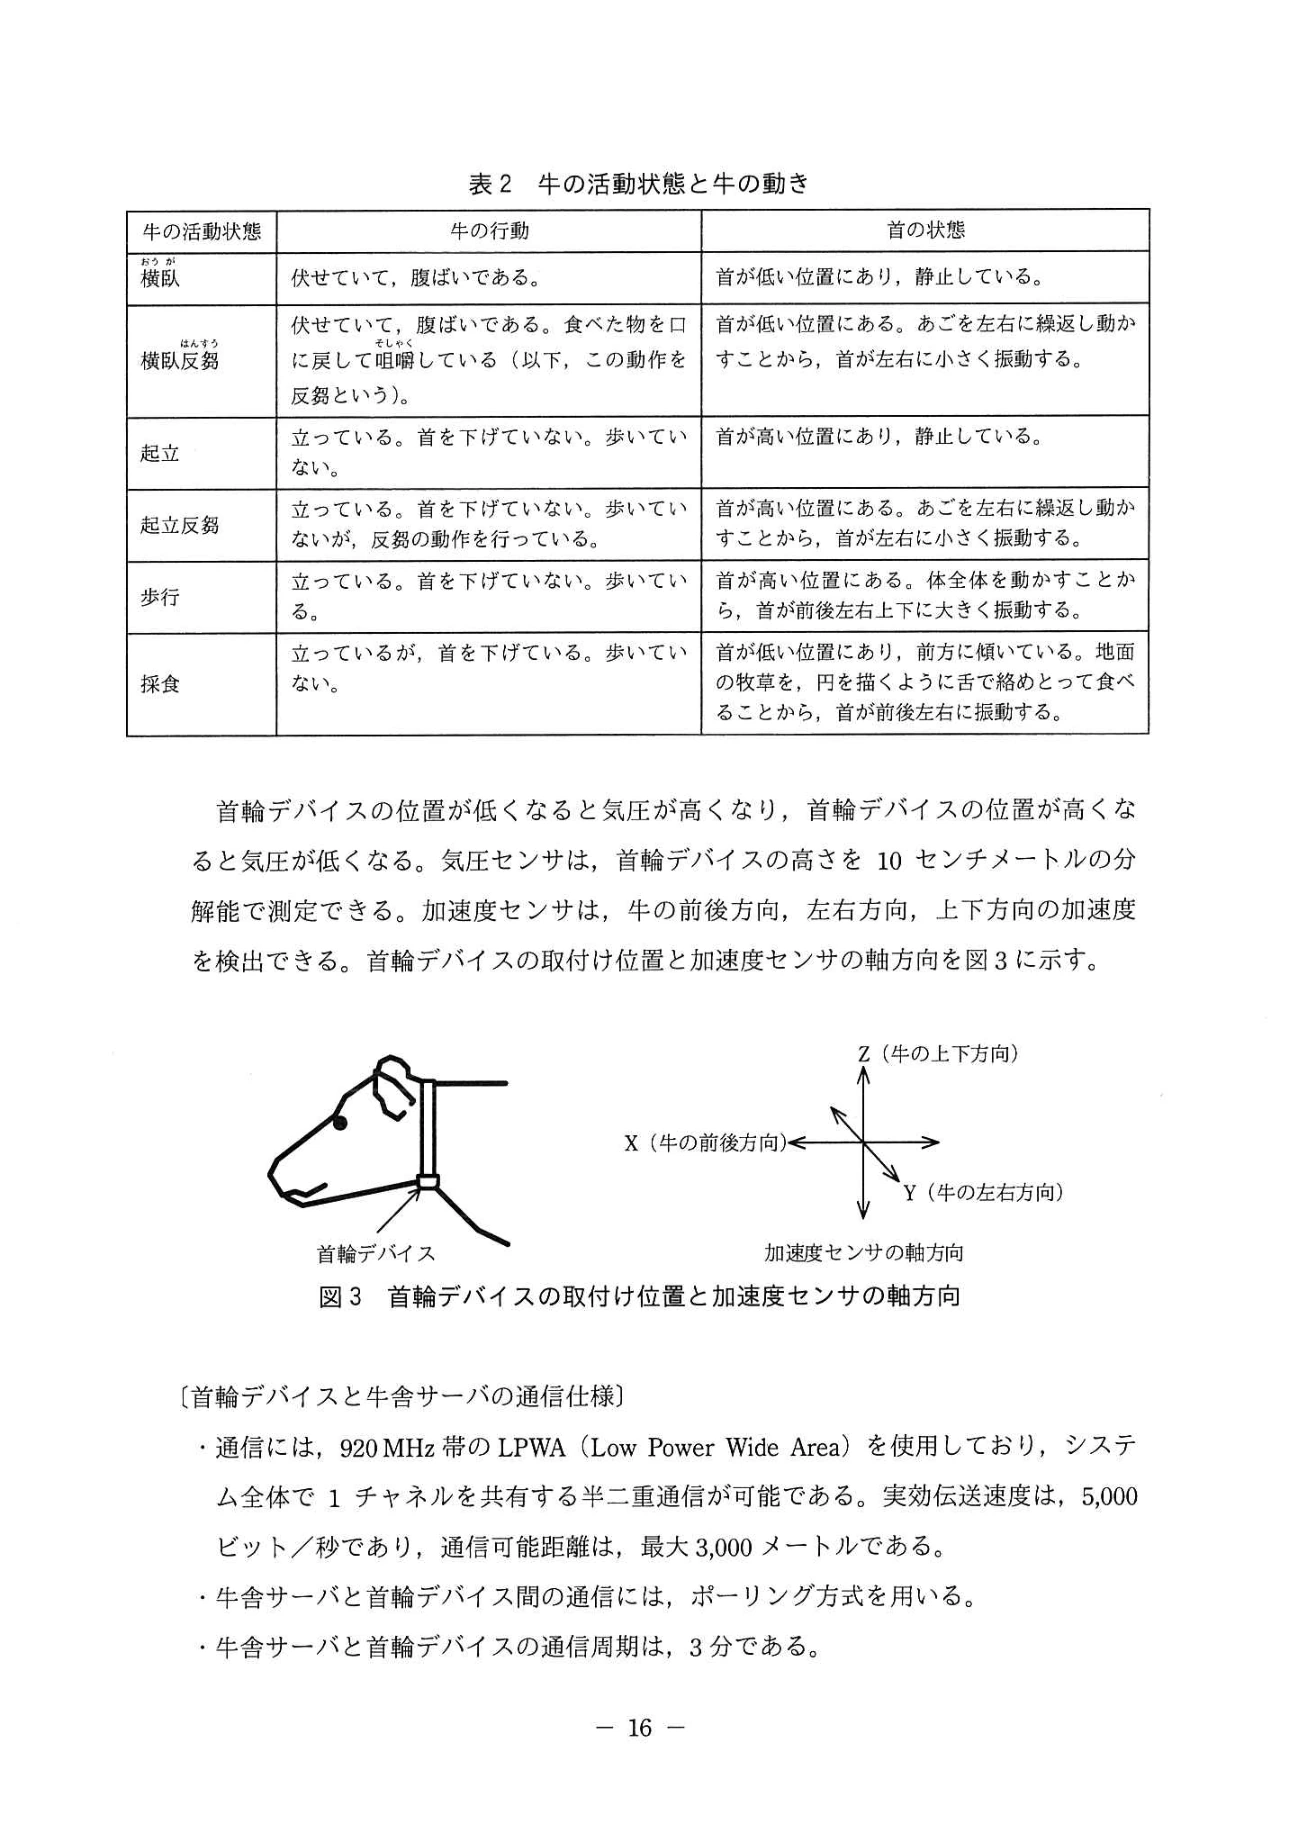 表2　牛の活動状態と牛の動き
牛の活動状態　牛の行動　首の状態
おうが
横臥　伏せていて，腹ばいである。　首が低い位置にあり，静止している。
伏せていて，腹ばいである。食べた物を口　首が低い位置にある。あごを左右に繰返し動か
はんすう　そしゃく
横臥反芻　に戻して咀嚼している（以下，この動作を　すことから，首が左右に小さく振動する。
反芻という）。
起立　立っている。首を下げていない。歩いてい　首が高い位置にあり，静止している。
ない。
起立反芻　立っている。首を下げていない。歩いてい　首が高い位置にある。あごを左右に繰返し動か
ないが，反芻の動作を行っている。　すことから，首が左右に小さく振動する。
歩行　立っている。首を下げていない。歩いてい　首が高い位置にある。体全体を動かすことか
る。　ら，首が前後左右上下に大きく振動する。
採食　立っているが，首を下げている。歩いてい　首が低い位置にあり，前方に傾いている。地面
ない。　の牧草を，円を描くように舌で絡めとって食べ
ることから，首が前後左右に振動する。
首輪デバイスの位置が低くなると気圧が高くなり，首輪デバイスの位置が高くな
ると気圧が低くなる。気圧センサは，首輪デバイスの高さを 10 センチメートルの分
解能で測定できる。加速度センサは，牛の前後方向，左右方向，上下方向の加速度
を検出できる。首輪デバイスの取付け位置と加速度センサの軸方向を図3に示す。
Z（牛の上下方向）
X（牛の前後方向）
Y（牛の左右方向）
首輪デバイス　加速度センサの軸方向
図3　首輪デバイスの取付け位置と加速度センサの軸方向
〔首輪デバイスと牛舎サーバの通信仕様〕
・通信には，920 MHz 帯の LPWA（Low Power Wide Area）を使用しており，システ
ム全体で 1 チャネルを共有する半二重通信が可能である。実効伝送速度は，5,000
ビット／秒であり，通信可能距離は，最大 3,000 メートルである。
・牛舎サーバと首輪デバイス間の通信には，ポーリング方式を用いる。
・牛舎サーバと首輪デバイスの通信周期は，3 分である。
－ 16 －